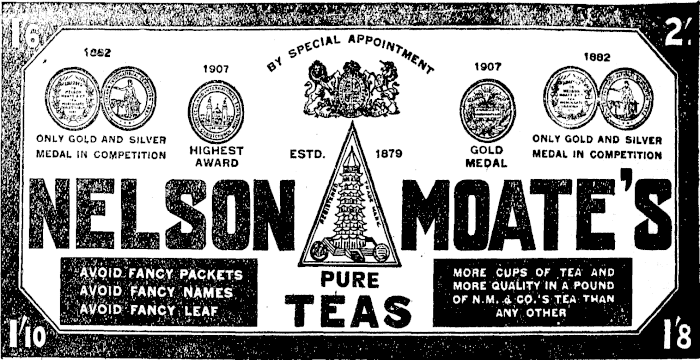 1/6
2/-
BY SPECIAL APPOINTMENT
1882
1907
1907
1882
ONLY GOLD AND SILVER
MEDAL IN COMPETITION
HIGHEST
AWARD
ESTD. 1879
GOLD
MEDAL
ONLY GOLD AND SILVER
MEDAL IN COMPETITION
NELSON MOATE'S
PURE
TEAS
AVOID FANCY PACKETS
AVOID FANCY NAMES
AVOID FANCY LEAF
MORE CUPS OF TEA AND
MORE QUALITY IN A POUND
OF N.M. & CO.'S TEA THAN
ANY OTHER
1/10
1/8